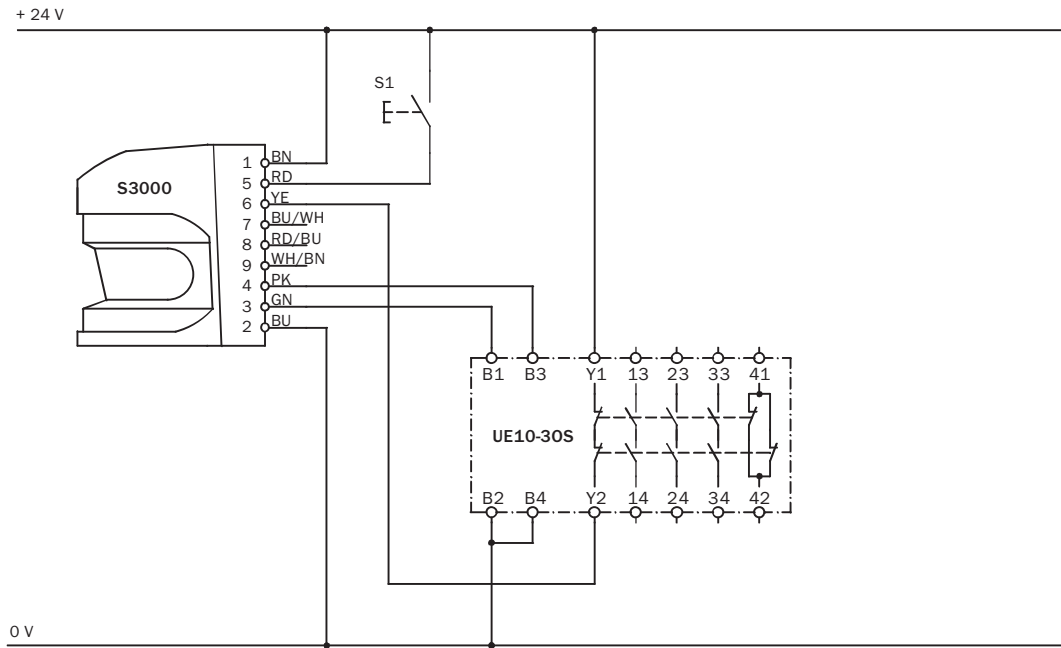 + 24 V
S1
S3000
1 BN
5 RD
6 YE
7 BU/WH
8 RD/BU
9 WH/BN
4 PK
3 GN
2 BU
B1 B3 Y1 13 23 33 41
UE10-30S
B2 B4 Y2 14 24 34 42
0 V